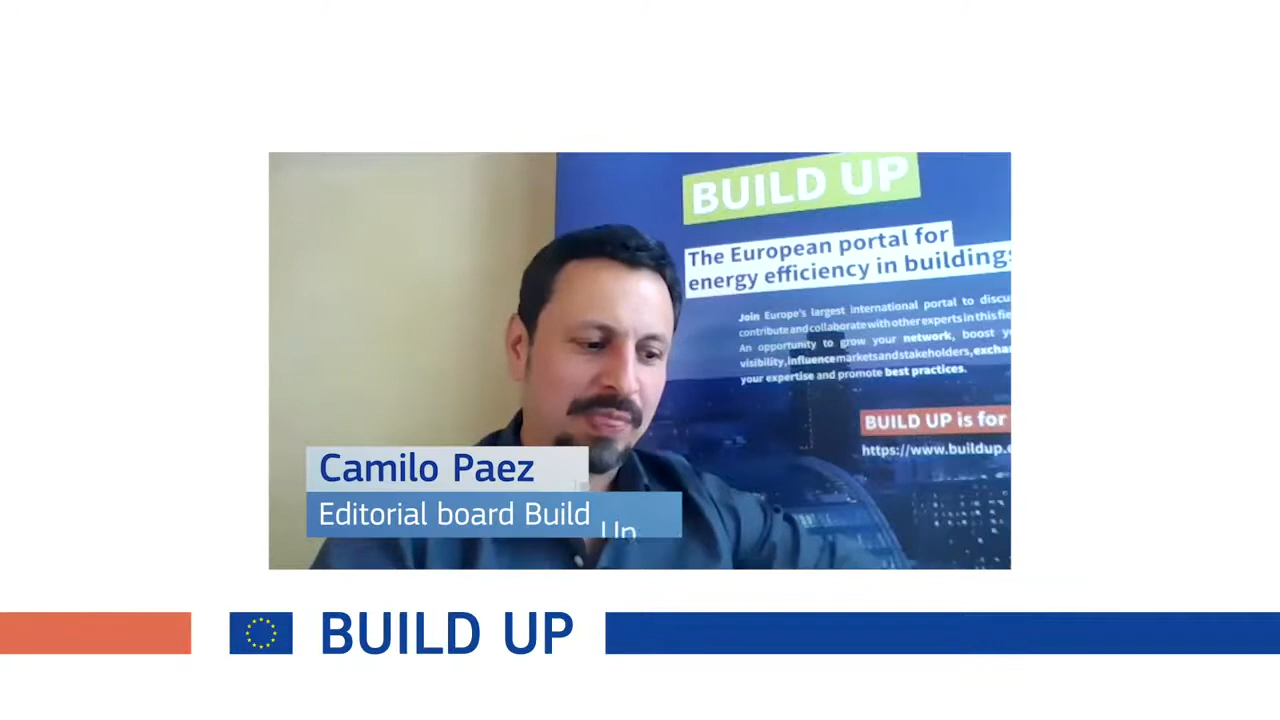 BUILD UP
The European portal for
energy efficiency in buildings
Join Europe's largest international portal to discu
contribute and collaborate with other experts in this fie
An opportunity to grow your network, boost y
visibility, influence markets and stakeholders, exchan
your expertise and promote best practices.
BUILD UP is for
https://www.buildup.e
Camilo Paez
Editorial board Build Up
BUILD UP